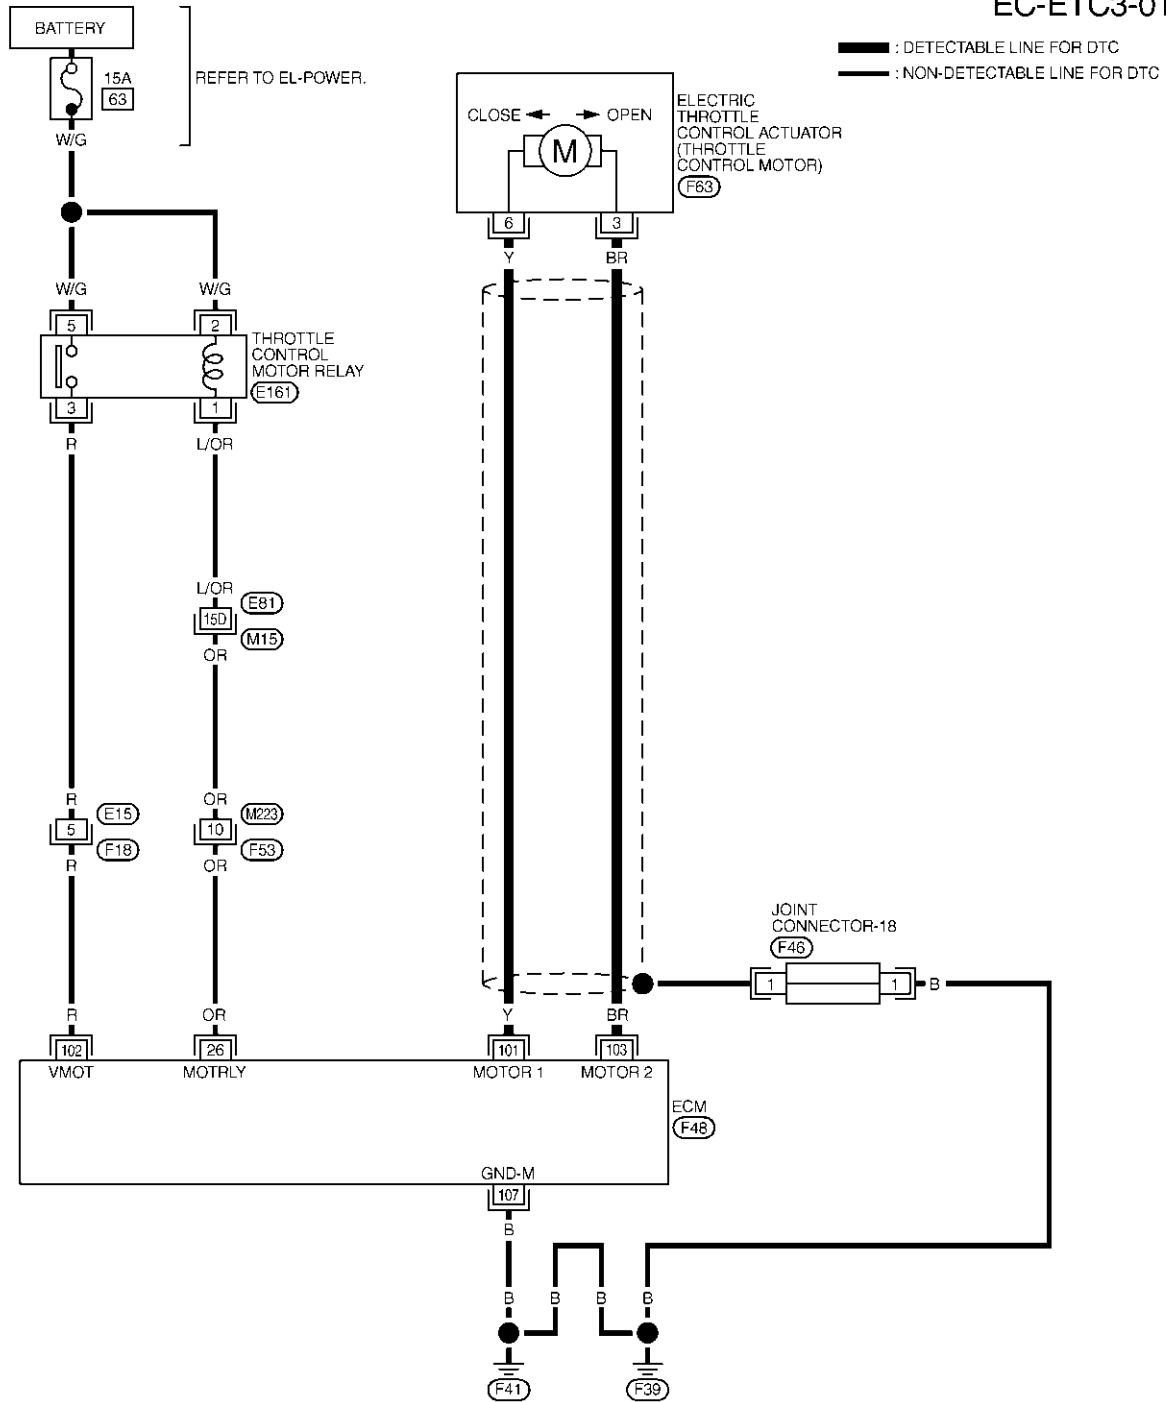 EC-ETC3-01
BATTERY
: DETECTABLE LINE FOR DTC
: NON-DETECTABLE LINE FOR DTC
15A
63
REFER TO EL-POWER.
W/G
CLOSE OPEN
M
ELECTRIC
THROTTLE
CONTROL ACTUATOR
(THROTTLE
CONTROL MOTOR)
F63
6 3
Y BR
W/G W/G
5 2
THROTTLE
CONTROL
MOTOR RELAY
E161
3 1
R L/OR
L/OR
E81
15D
M15
OR
R OR
E15 M223
5 10
F18 F53
R OR
JOINT
CONNECTOR-18
F46
1 1 B
R OR Y BR
102 26 101 103
VMOT MOTRLY MOTOR 1 MOTOR 2
ECM
F48
GND-M
107
B
B B B B
F41 F39